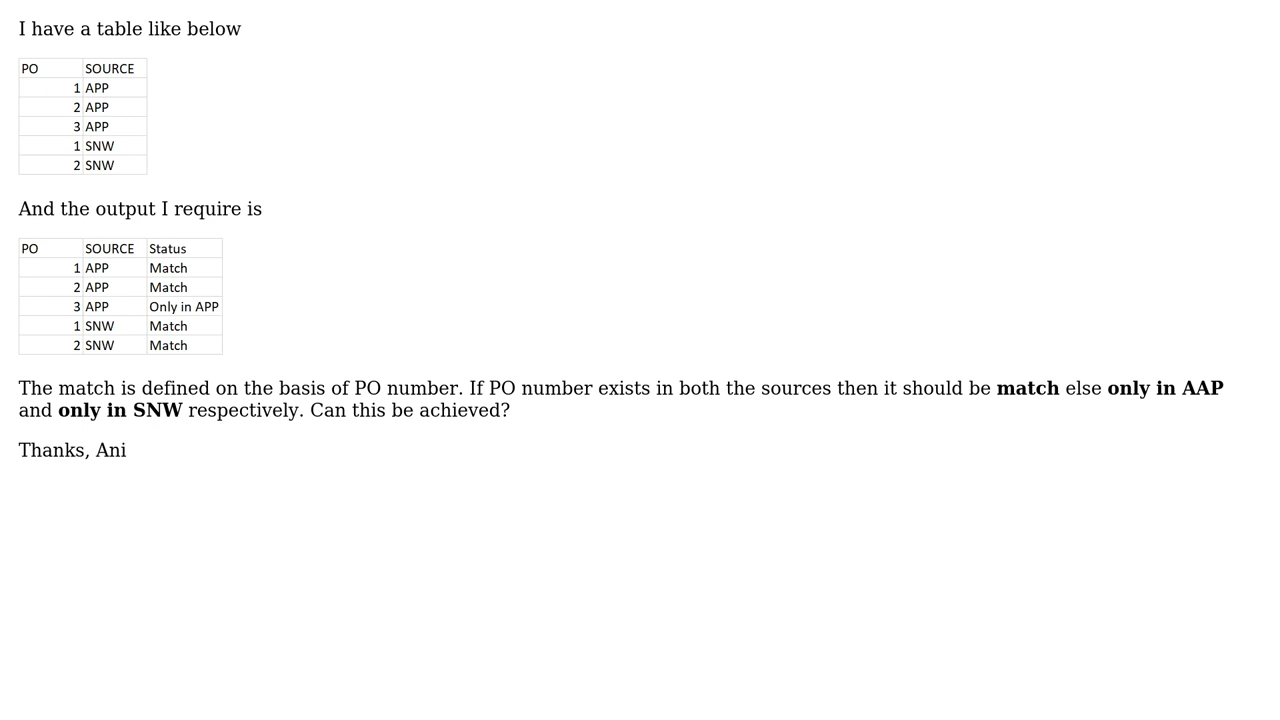 I have a table like below
PO SOURCE
1 APP
2 APP
3 APP
1 SNW
2 SNW
And the output I require is
PO SOURCE Status
1 APP Match
2 APP Match
3 APP Only in APP
1 SNW Match
2 SNW Match
The match is defined on the basis of PO number. If PO number exists in both the sources then it should be match else only in AAP
and only in SNW respectively. Can this be achieved?
Thanks, Ani